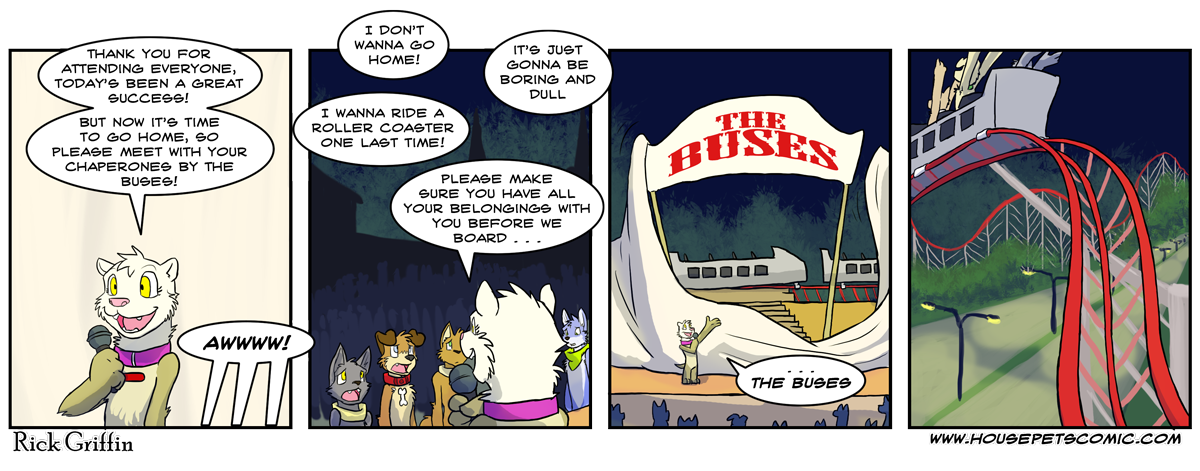 THANK YOU FOR
ATTENDING EVERYONE,
TODAY'S BEEN A GREAT
SUCCESS!
BUT NOW IT'S TIME
TO GO HOME, SO
PLEASE MEET WITH YOUR
CHAPERONES BY THE
BUSES!
AWWWW!
I DON'T
WANNA GO
HOME!
IT'S JUST
GONNA BE
BORING AND
DULL
I WANNA RIDE A
ROLLER COASTER
ONE LAST TIME!
PLEASE MAKE
SURE YOU HAVE ALL
YOUR BELONGINGS WITH
YOU BEFORE WE
BOARD . . .
THE
BUSES
. . .
THE BUSES
Rick Griffin
WWW.HOUSEPETSCOMIC.COM